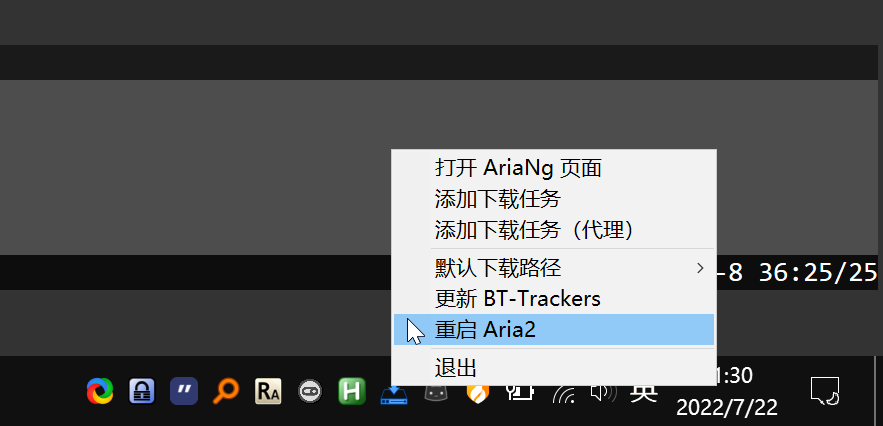 打开 AriaNg 页面
添加下载任务
添加下载任务（代理）
默认下载路径
-8 36:25/25
更新 BT-Trackers
重启 Aria2
退出
RA
H
英
:30
2022/7/22